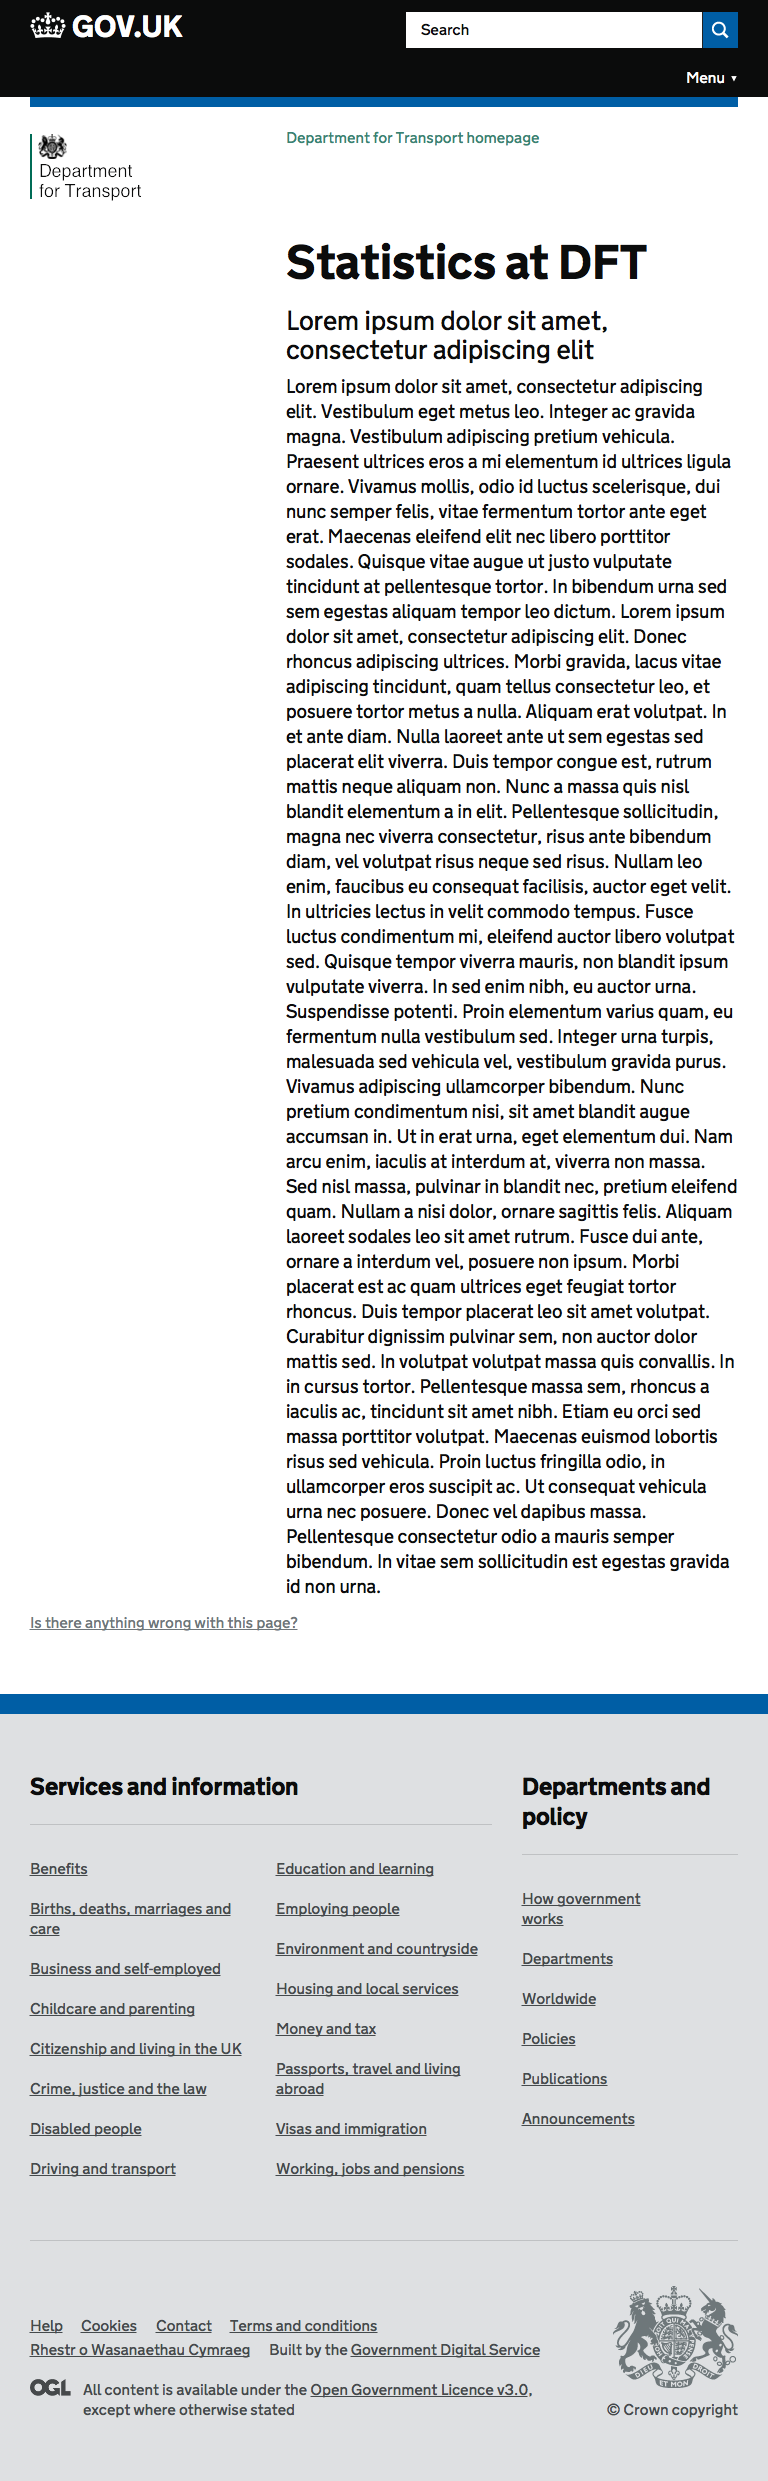 GOV.UK
Search
Menu ▼
Department for Transport homepage
Department
for Transport
Statistics at DFT
Lorem ipsum dolor sit amet,
consectetur adipiscing elit
Lorem ipsum dolor sit amet, consectetur adipiscing
elit. Vestibulum eget metus leo. Integer ac gravida
magna. Vestibulum adipiscing pretium vehicula.
Praesent ultrices eros a mi elementum id ultrices ligula
ornare. Vivamus mollis, odio id luctus scelerisque, dui
nunc semper felis, vitae fermentum tortor ante eget
erat. Maecenas eleifend elit nec libero porttitor
sodales. Quisque vitae augue ut justo vulputate
tincidunt at pellentesque tortor. In bibendum urna sed
sem egestas aliquam tempor leo dictum. Lorem ipsum
dolor sit amet, consectetur adipiscing elit. Donec
rhoncus adipiscing ultrices. Morbi gravida, lacus vitae
adipiscing tincidunt, quam tellus consectetur leo, et
posuere tortor metus a nulla. Aliquam erat volutpat. In
et ante diam. Nulla laoreet ante ut sem egestas sed
placerat elit viverra. Duis tempor congue est, rutrum
mattis neque aliquam non. Nunc a massa quis nisl
blandit elementum a in elit. Pellentesque sollicitudin,
magna nec viverra consectetur, risus ante bibendum
diam, vel volutpat risus neque sed risus. Nullam leo
enim, faucibus eu consequat facilisis, auctor eget velit.
In ultricies lectus in velit commodo tempus. Fusce
luctus condimentum mi, eleifend auctor libero volutpat
sed. Quisque tempor viverra mauris, non blandit ipsum
vulputate viverra. In sed enim nibh, eu auctor urna.
Suspendisse potenti. Proin elementum varius quam, eu
fermentum nulla vestibulum sed. Integer urna turpis,
malesuada sed vehicula vel, vestibulum gravida purus.
Vivamus adipiscing ullamcorper bibendum. Nunc
pretium condimentum nisi, sit amet blandit augue
accumsan in. Ut in erat urna, eget elementum dui. Nam
arcu enim, iaculis at interdum at, viverra non massa.
Sed nisl massa, pulvinar in blandit nec, pretium eleifend
quam. Nullam a nisi dolor, ornare sagittis felis. Aliquam
laoreet sodales leo sit amet rutrum. Fusce dui ante,
ornare a interdum vel, posuere non ipsum. Morbi
placerat est ac quam ultrices eget feugiat tortor
rhoncus. Duis tempor placerat leo sit amet volutpat.
Curabitur dignissim pulvinar sem, non auctor dolor
mattis sed. In volutpat volutpat massa quis convallis. In
in cursus tortor. Pellentesque massa sem, rhoncus a
iaculis ac, tincidunt sit amet nibh. Etiam eu orci sed
massa porttitor volutpat. Maecenas euismod lobortis
risus sed vehicula. Proin luctus fringilla odio, in
ullamcorper eros suscipit ac. Ut consequat vehicula
urna nec posuere. Donec vel dapibus massa.
Pellentesque consectetur odio a mauris semper
bibendum. In vitae sem sollicitudin est egestas gravida
id non urna.
Is there anything wrong with this page?
Services and information
Benefits
Births, deaths, marriages and
care
Business and self-employed
Childcare and parenting
Citizenship and living in the UK
Crime, justice and the law
Disabled people
Driving and transport
Education and learning
Employing people
Environment and countryside
Housing and local services
Money and tax
Passports, travel and living
abroad
Visas and immigration
Working, jobs and pensions
Departments and
policy
How government
works
Departments
Worldwide
Policies
Publications
Announcements
Help Cookies Contact Terms and conditions
Rhestr o Wasanaethau Cymraeg Built by the Government Digital Service
OGL
All content is available under the Open Government Licence v3.0,
except where otherwise stated
DIEU ET MON DROIT
© Crown copyright